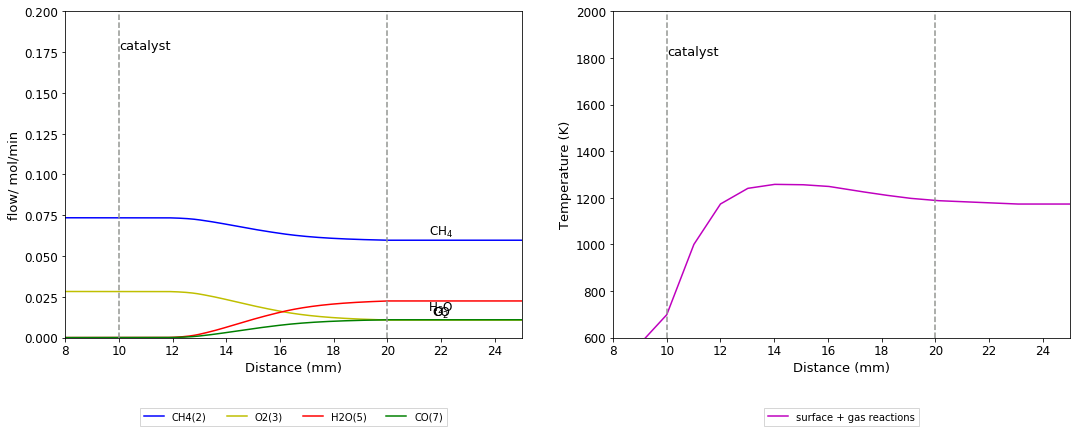 0.200
0.175
0.150
0.125
0.100
0.075
0.050
0.025
0.000
flow/ mol/min
catalyst
CH₄
H₂O
O₂
8 10 12 14 16 18 20 22 24
Distance (mm)
CH4(2) O2(3) H2O(5) CO(7)
2000
1800
1600
1400
1200
1000
800
600
Temperature (K)
catalyst
8 10 12 14 16 18 20 22 24
Distance (mm)
surface + gas reactions